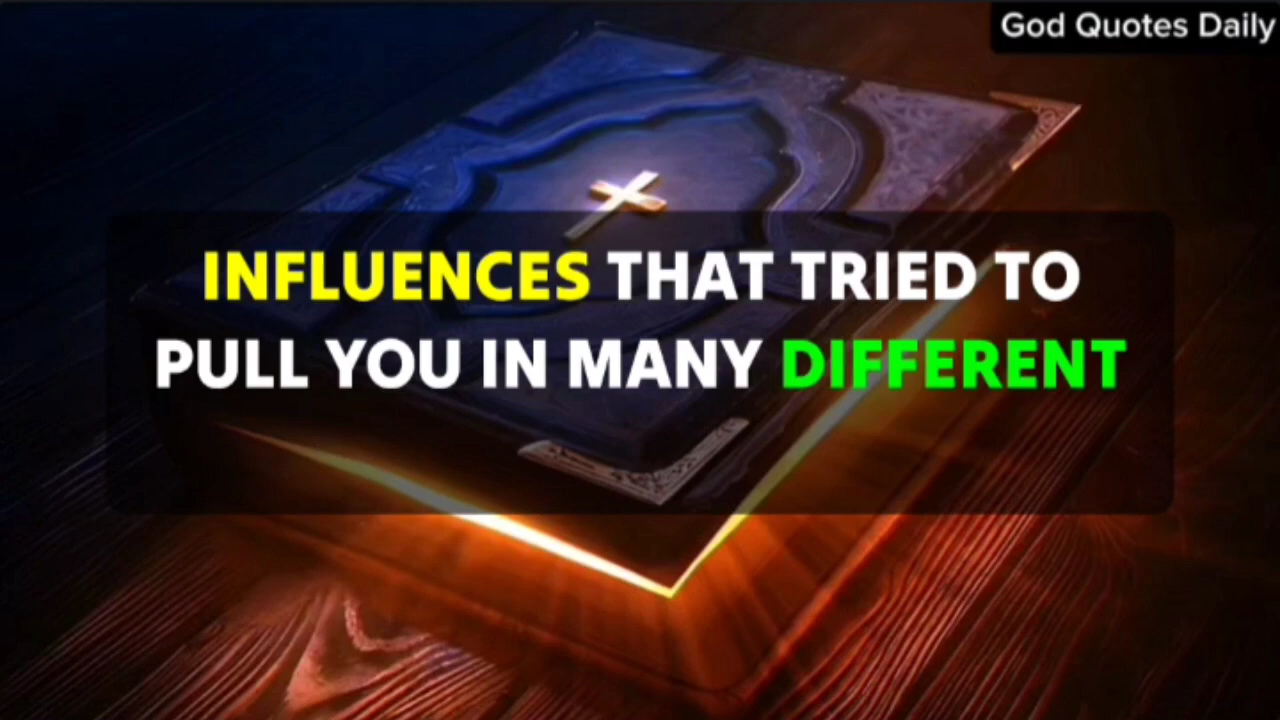 God Quotes Daily
INFLUENCES THAT TRIED TO
PULL YOU IN MANY DIFFERENT